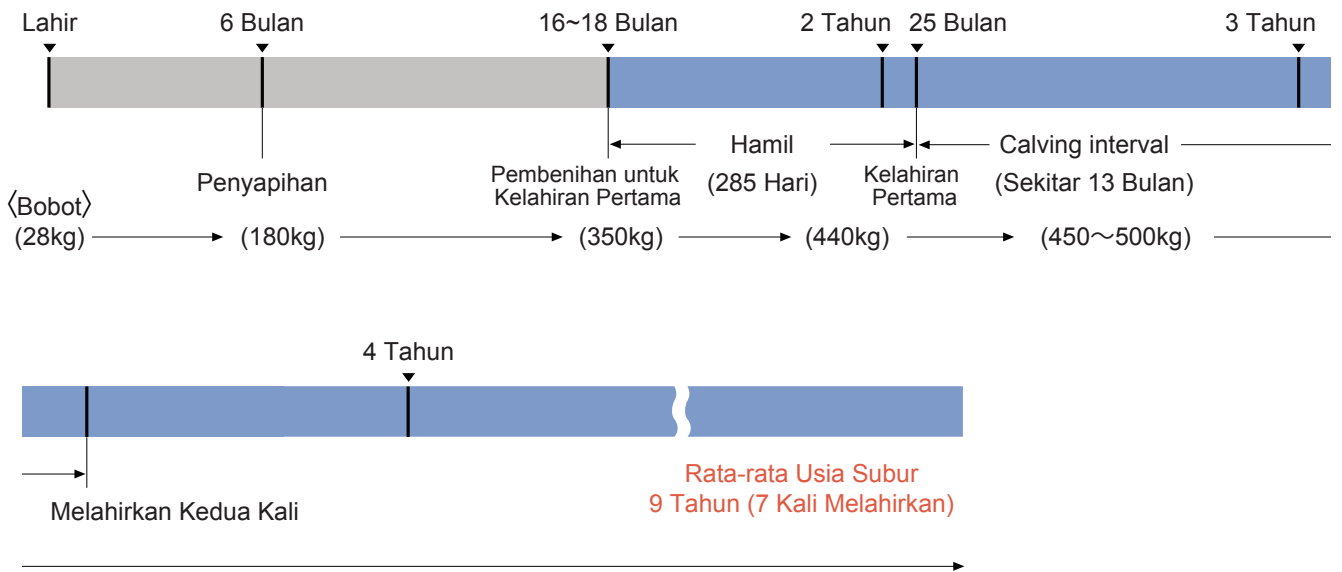 Lahir
6 Bulan
16~18 Bulan
2 Tahun
25 Bulan
3 Tahun
Hamil
Calving interval
Penyapihan
Pembenihan untuk
Kelahiran Pertama
(285 Hari)
Kelahiran
Pertama
(Sekitar 13 Bulan)
〈Bobot〉
(28kg)
(180kg)
(350kg)
(440kg)
(450～500kg)
4 Tahun
Melahirkan Kedua Kali
Rata-rata Usia Subur
9 Tahun (7 Kali Melahirkan)